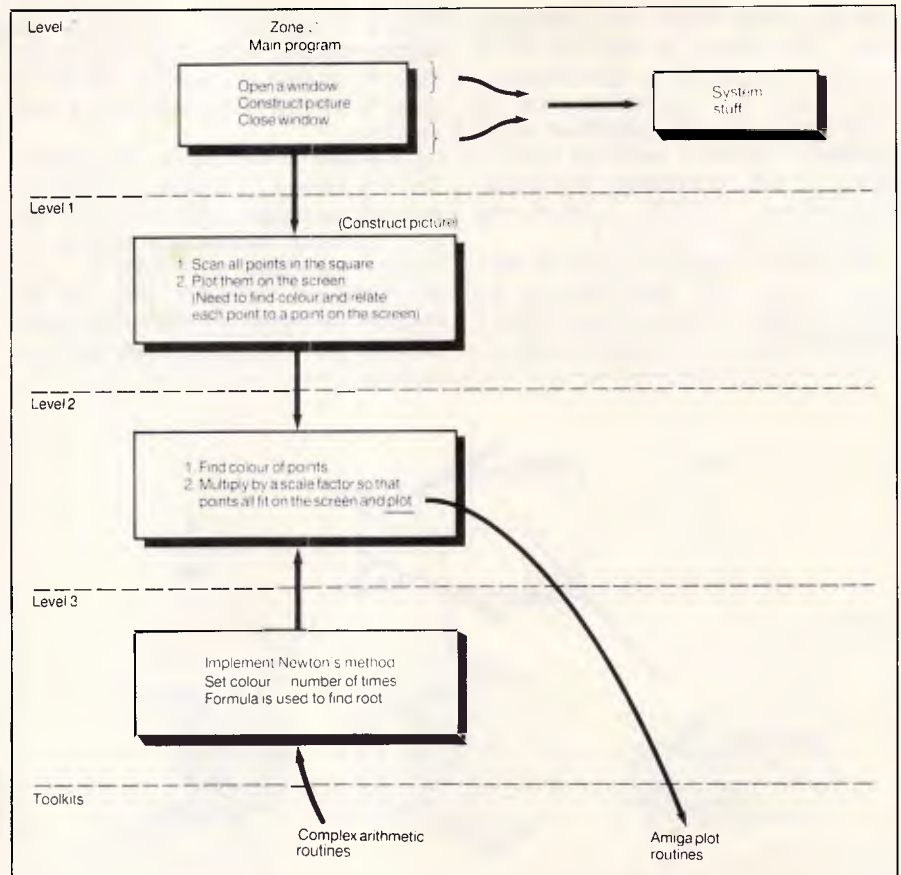 Level
Zone
Main program
Open a window
Construct picture
Close window
System
stuff
Level 1
(Construct picture)
1. Scan all points in the square
2. Plot them on the screen
(Need to find colour and relate
each point to a point on the screen)
Level 2
1. Find colour of points
2. Multiply by a scale factor so that
points all fit on the screen and plot
Level 3
Implement Newton's method
Set colour number of times
Formula is used to find root
Toolkits
Complex arithmetic
routines
Amiga plot
routines